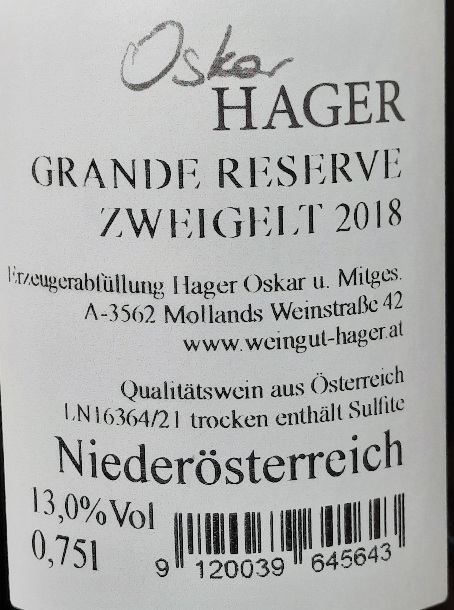 Oskar
HAGER
GRANDE RESERVE
ZWEIGELT 2018
Erzeugerabfüllung Hager Oskar u. Mitges.
A-3562 Mollands Weinstraße 42
www.weingut-hager.at
Qualitätswein aus Österreich
LN16364/21 trocken enthält Sulfite
Niederösterreich
13,0%Vol
0,75l
9 120039 645643